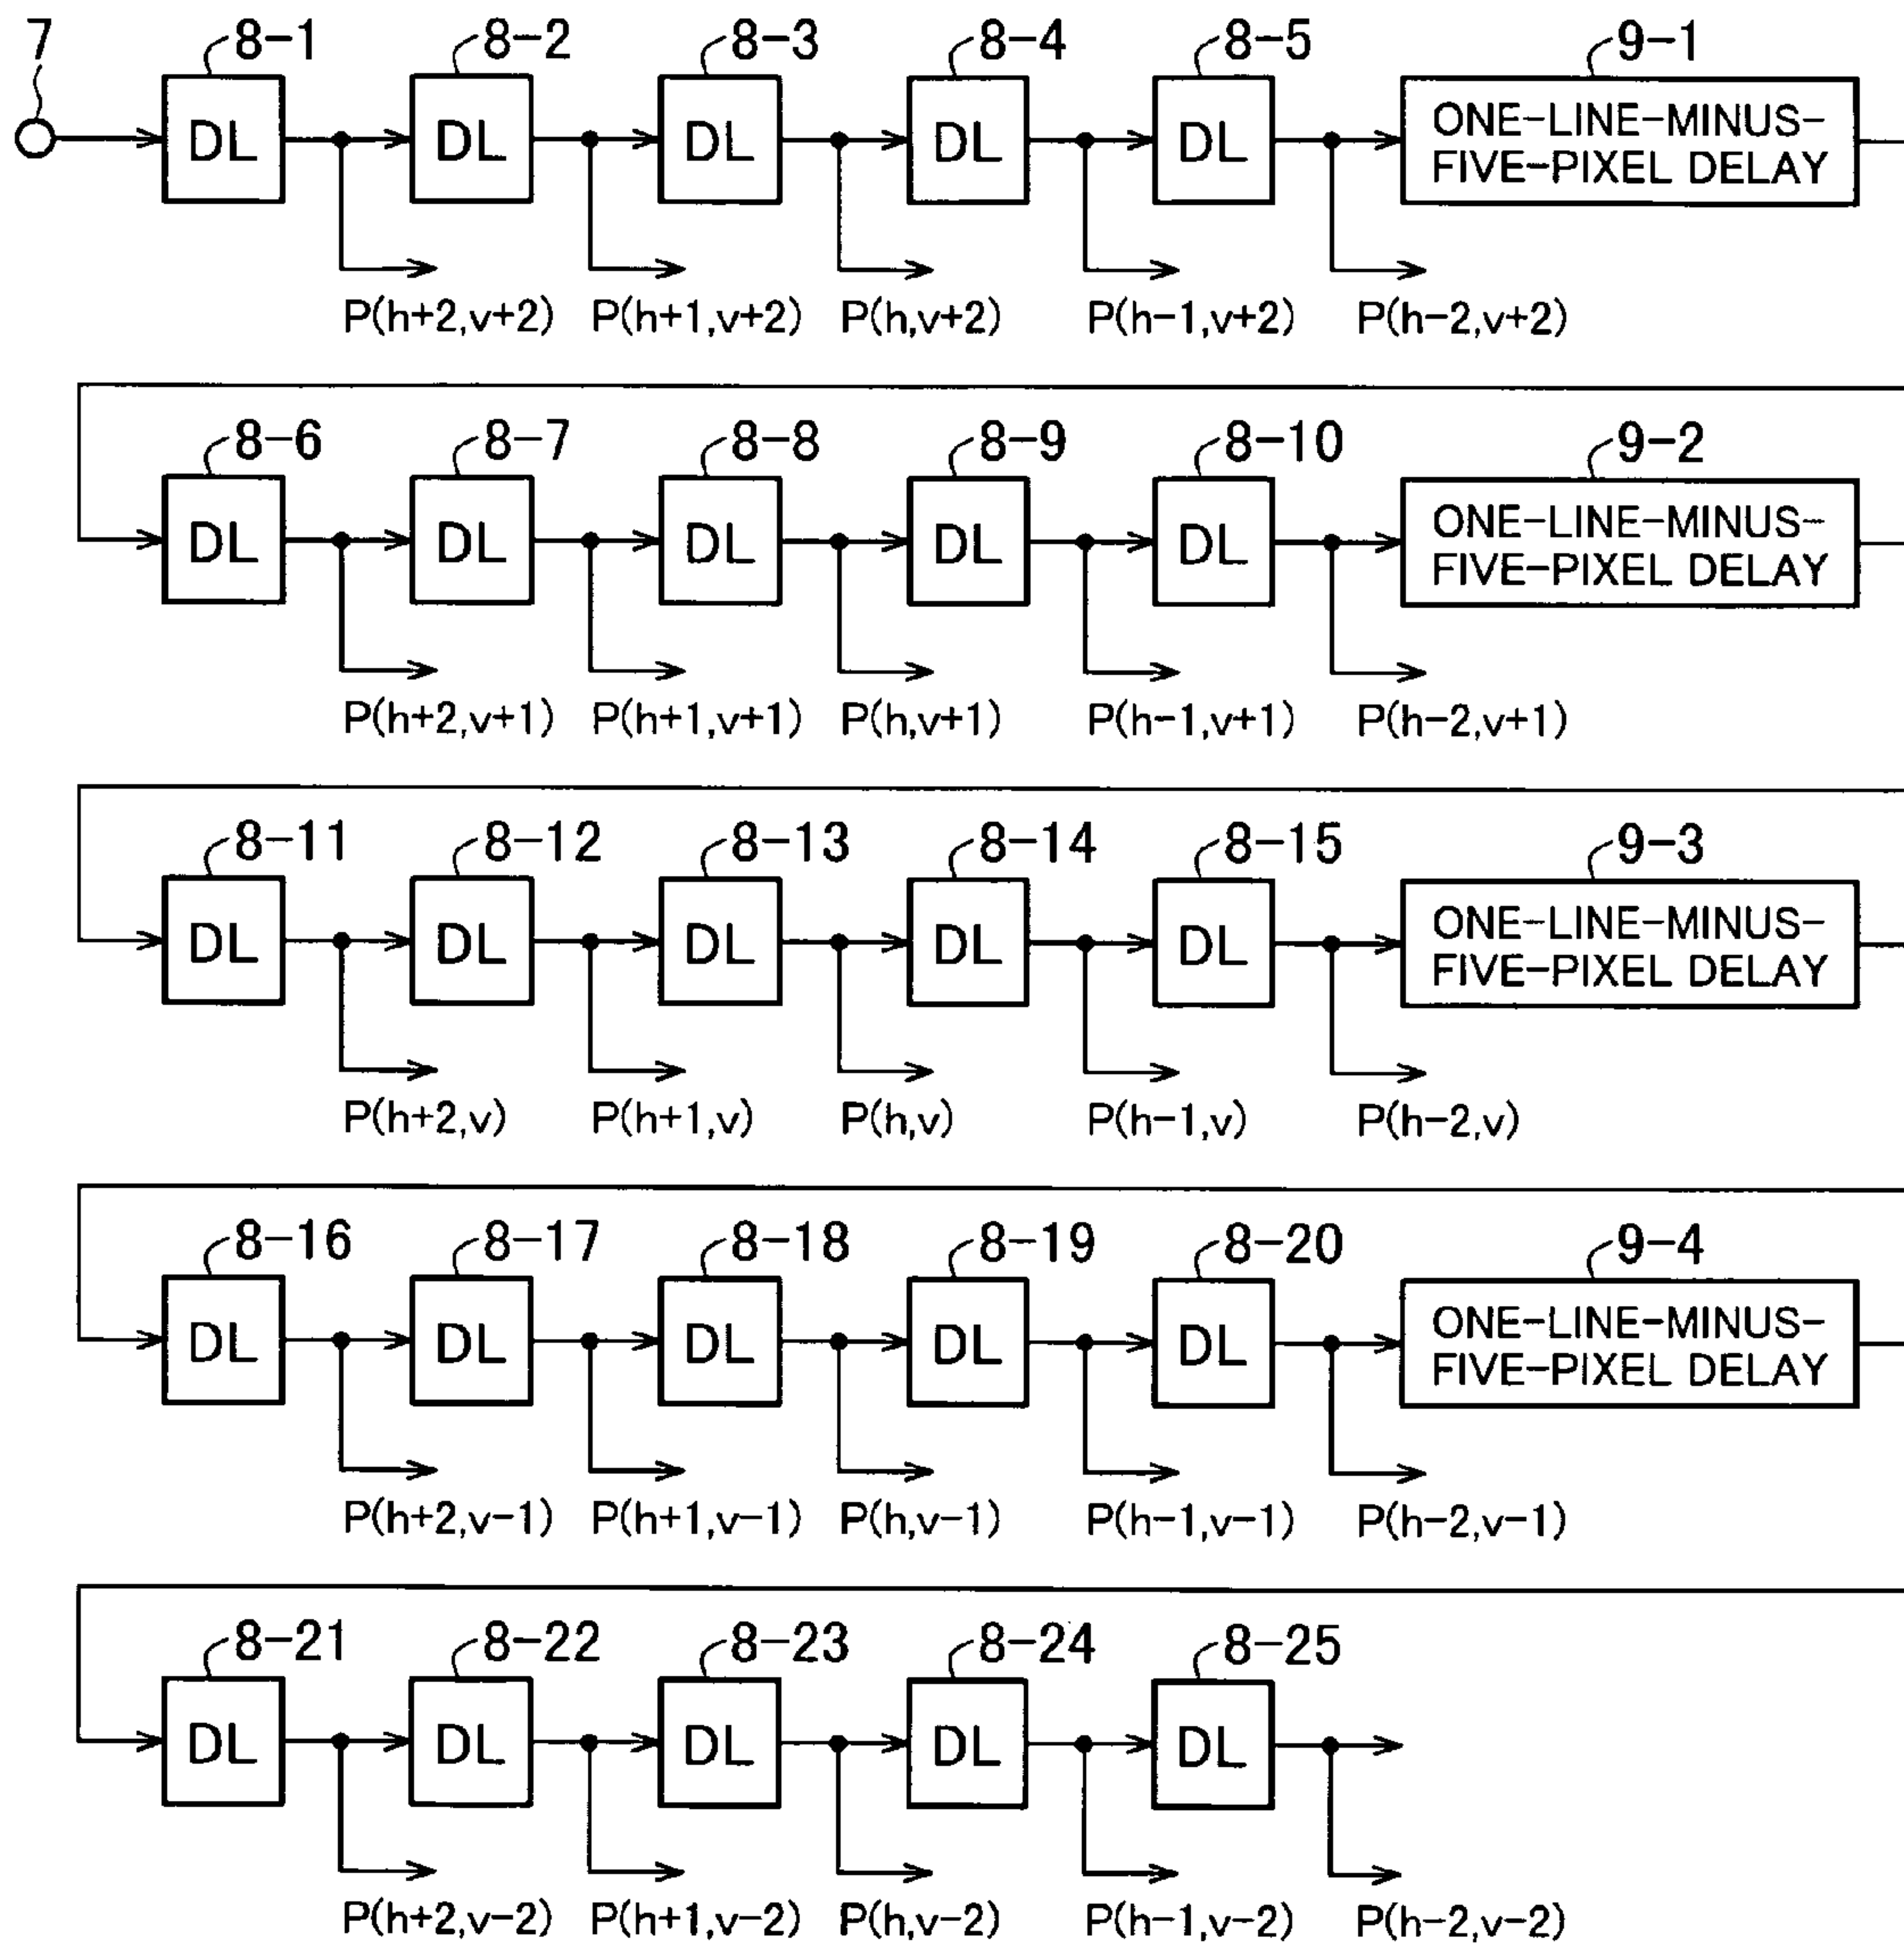 7 8-1 8-2 8-3 8-4 8-5 9-1
DL DL DL DL DL ONE-LINE-MINUS-
FIVE-PIXEL DELAY
P(h+2,v+2) P(h+1,v+2) P(h,v+2) P(h-1,v+2) P(h-2,v+2)
8-6 8-7 8-8 8-9 8-10 9-2
DL DL DL DL DL ONE-LINE-MINUS-
FIVE-PIXEL DELAY
P(h+2,v+1) P(h+1,v+1) P(h,v+1) P(h-1,v+1) P(h-2,v+1)
8-11 8-12 8-13 8-14 8-15 9-3
DL DL DL DL DL ONE-LINE-MINUS-
FIVE-PIXEL DELAY
P(h+2,v) P(h+1,v) P(h,v) P(h-1,v) P(h-2,v)
8-16 8-17 8-18 8-19 8-20 9-4
DL DL DL DL DL ONE-LINE-MINUS-
FIVE-PIXEL DELAY
P(h+2,v-1) P(h+1,v-1) P(h,v-1) P(h-1,v-1) P(h-2,v-1)
8-21 8-22 8-23 8-24 8-25
DL DL DL DL DL
P(h+2,v-2) P(h+1,v-2) P(h,v-2) P(h-1,v-2) P(h-2,v-2)